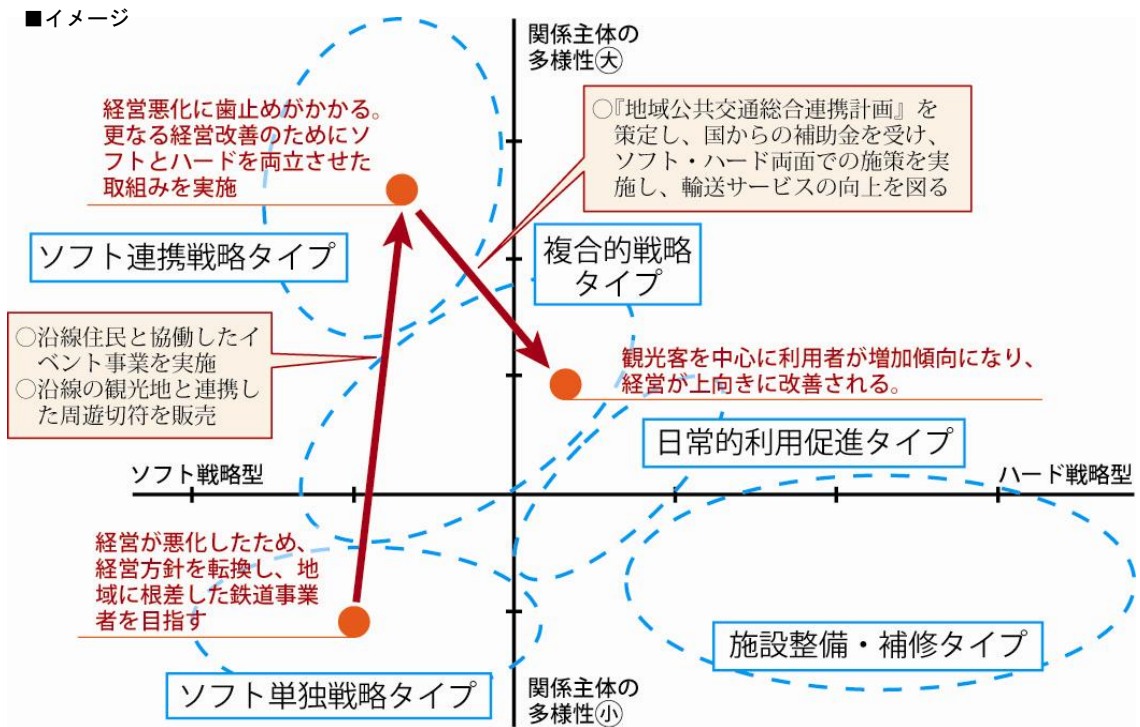 ■イメージ
関係主体の
多様性㊅
経営悪化に歯止めがかかる。
更なる経営改善のためにソ
フトとハードを両立させた
取組みを実施
○『地域公共交通総合連携計画』を
策定し、国からの補助金を受け、
ソフト・ハード両面での施策を実
施し、輸送サービスの向上を図る
ソフト連携戦略タイプ
複合的戦略
タイプ
○沿線住民と協働したイ
ベント事業を実施
○沿線の観光地と連携し
た周遊切符を販売
観光客を中心に利用者が増加傾向になり、
経営が上向きに改善される。
日常的利用促進タイプ
ソフト戦略型
ハード戦略型
経営が悪化したため、
経営方針を転換し、地
域に根差した鉄道事業
者を目指す
施設整備・補修タイプ
ソフト単独戦略タイプ
関係主体の
多様性小